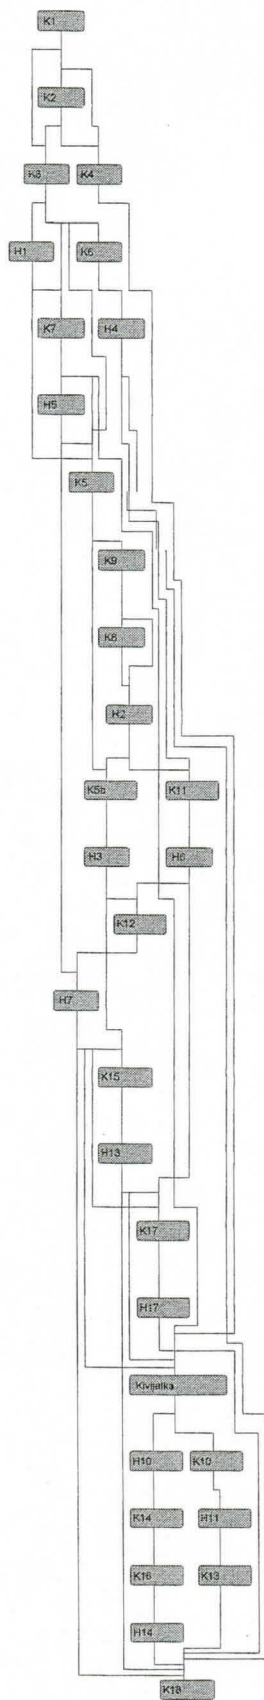 K1
K2
K3 K4
H1 K6
K7 H4
H5
K5
K9
K8
H2
K5b K11
H3 H6
K12
H7
K15
H13
K17
H17
Kivijatka
H10 K10
K14 H11
K16 K13
H14
K18